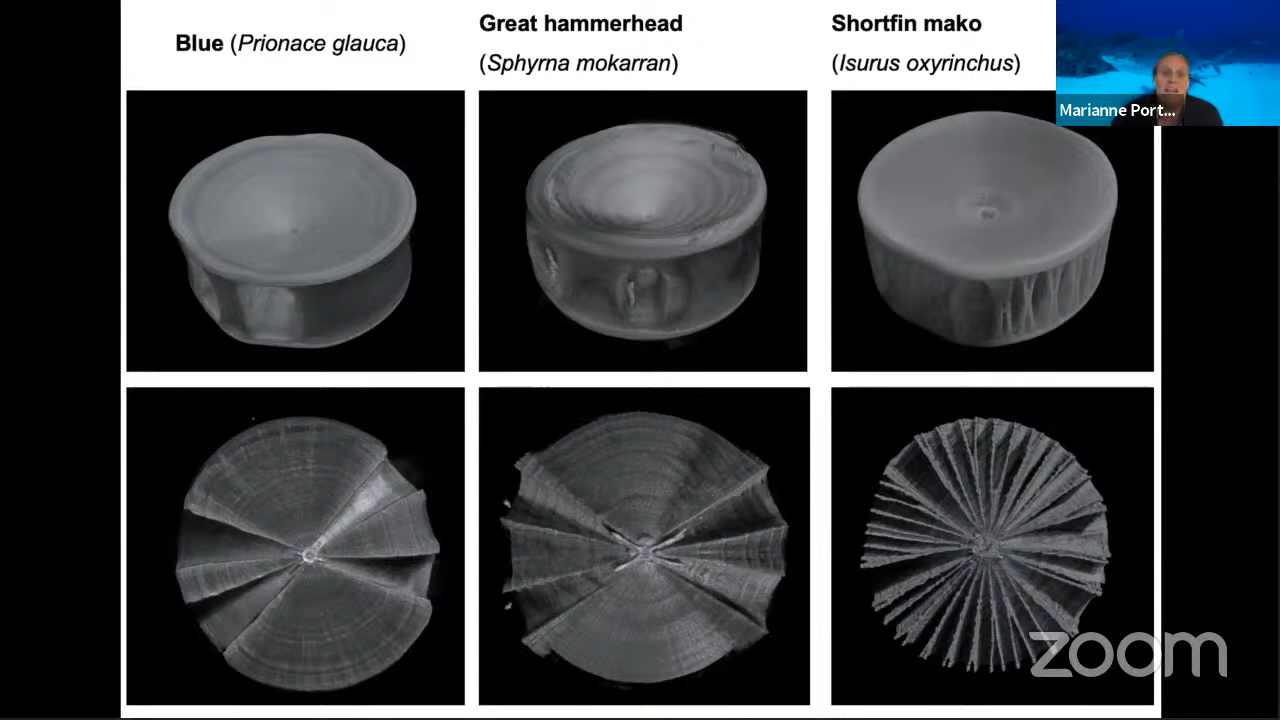 Blue (Prionace glauca)
Great hammerhead
(Sphyrna mokarran)
Shortfin mako
(Isurus oxyrinchus)
Marianne Port...
zoom